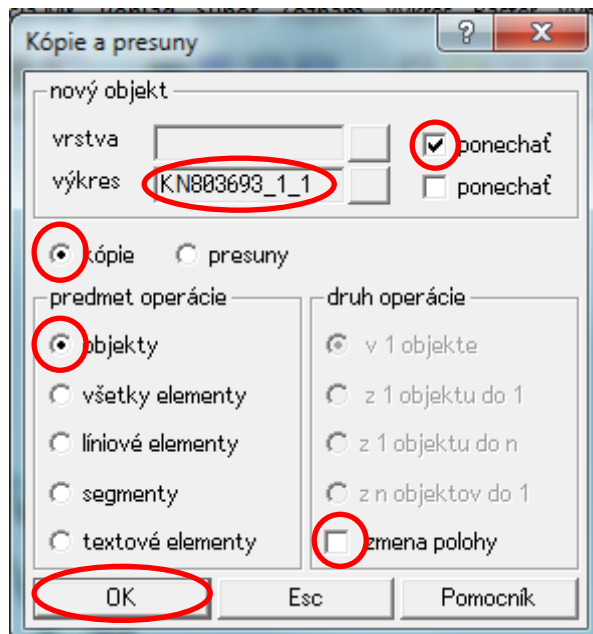 Kópie a presuny
nový objekt
vrstva ponechať
výkres KN803693_1_1 ponechať
kópie presuny
predmet operácie druh operácie
objekty v 1 objekte
všetky elementy z 1 objektu do 1
líniové elementy z 1 objektu do n
segmenty z n objektov do 1
textové elementy zmena polohy
OK Esc Pomocník